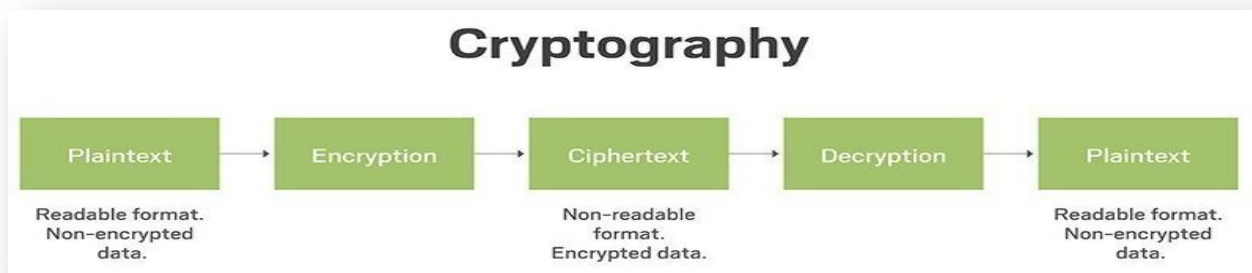 Cryptography
Plaintext
Encryption
Ciphertext
Decryption
Plaintext
Readable format.
Non-encrypted
data.
Non-readable
format.
Encrypted data.
Readable format.
Non-encrypted
data.